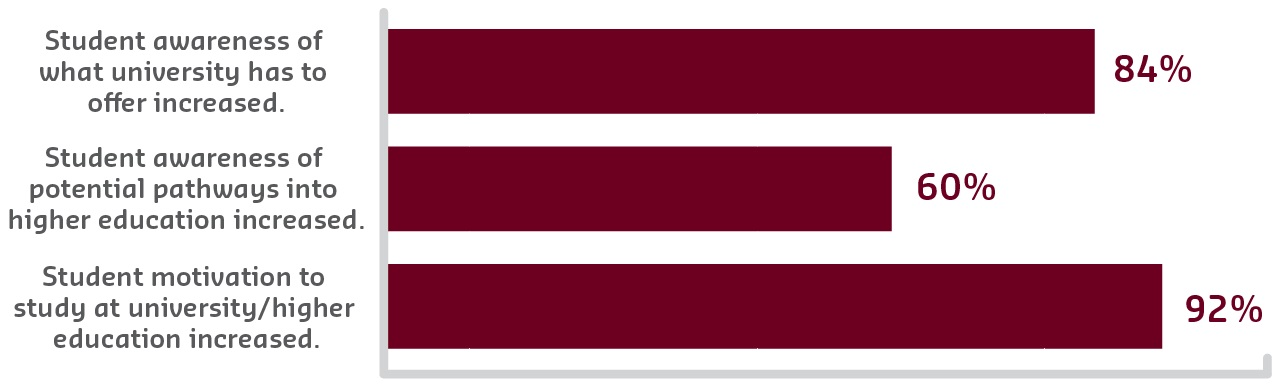 Student awareness of
what university has to
offer increased.
84%
Student awareness of
potential pathways into
higher education increased.
60%
Student motivation to
study at university/higher
education increased.
92%